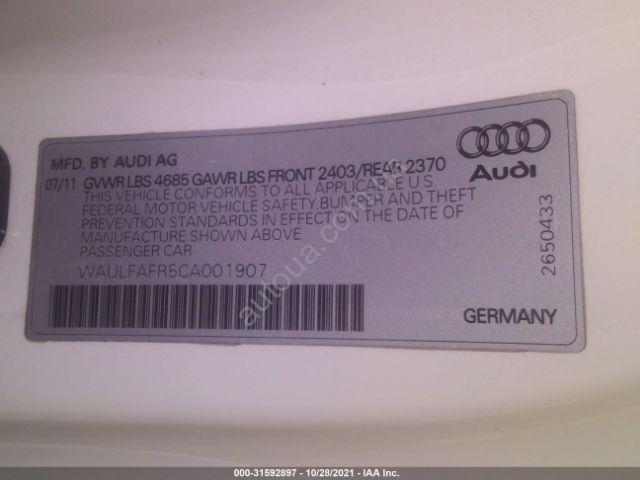 MFD. BY AUDI AG
07/11 GVWR LBS 4685 GAWR LBS FRONT 2403/REAR 2370
THIS VEHICLE CONFORMS TO ALL APPLICABLE U.S.
FEDERAL MOTOR VEHICLE SAFETY, BUMPER AND THEFT
PREVENTION STANDARDS IN EFFECT ON THE DATE OF
MANUFACTURE SHOWN ABOVE
PASSENGER CAR
WAULFAFR5CA001907
Audi
2650433
GERMANY
autoua.com
000-31592897 - 10/28/2021 - IAA Inc.